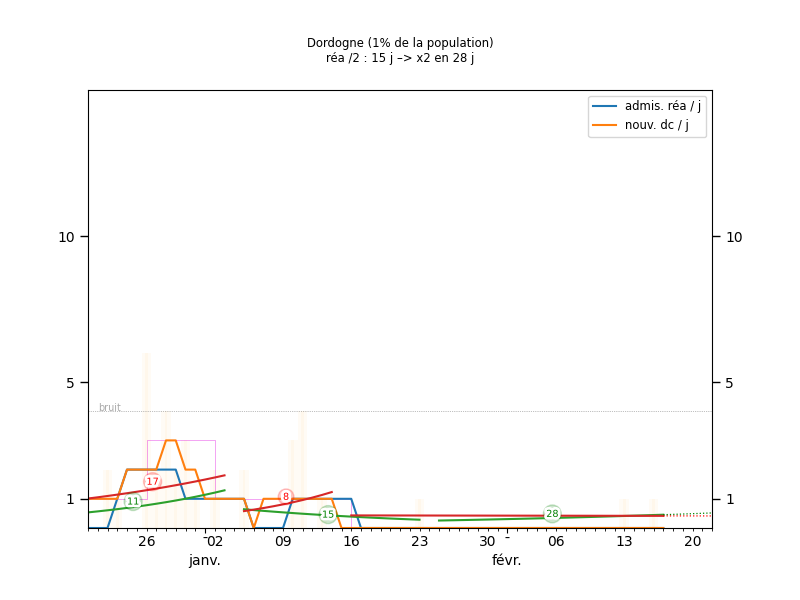 Dordogne (1% de la population)
réa /2 : 15 j –> x2 en 28 j
admis. réa / j
nouv. dc / j
10
10
5
5
bruit
1
1
17
11
8
15
28
26
02
09
16
23
30
06
13
20
janv.
févr.